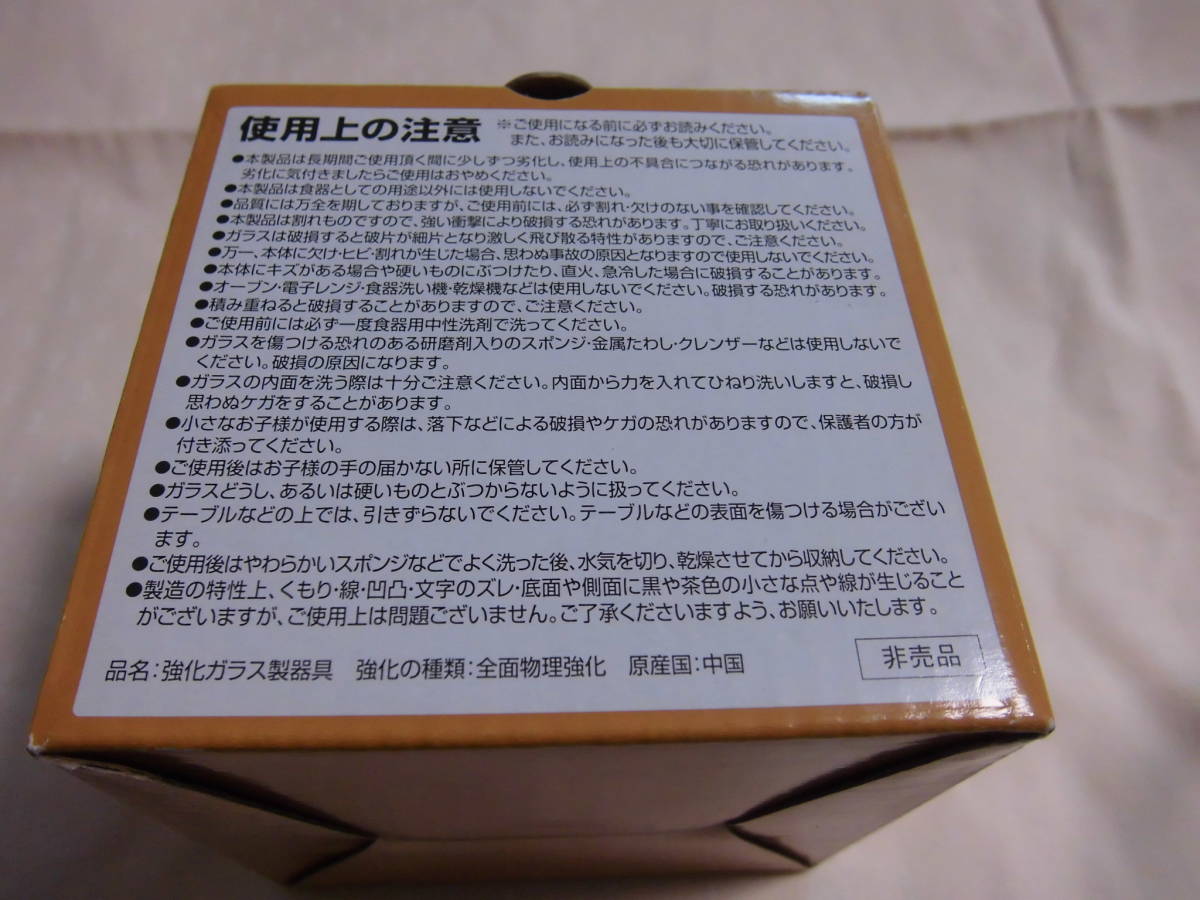 使用上の注意
※ご使用になる前に必ずお読みください。
また、お読みになった後も大切に保管してください。
●本製品は長期間ご使用頂く間に少しずつ劣化し、使用上の不具合につながる恐れがあります。
劣化に気付きましたらご使用はおやめください。
●本製品は食器としての用途以外には使用しないでください。
●品質には万全を期しておりますが、ご使用前には、必ず割れ・欠けのない事を確認してください。
●本製品は割れものですので、強い衝撃により破損する恐れがあります。丁寧にお取り扱いください。
●ガラスは破損すると破片が細片となり激しく飛び散る特性がありますので、ご注意ください。
●万一、本体に欠け・ヒビ・割れが生じた場合、思わぬ事故の原因となりますので使用しないでください。
●本体にキズがある場合や硬いものにぶつけたり、直火、急冷した場合に破損することがあります。
●オーブン・電子レンジ・食器洗い機・乾燥機などは使用しないでください。破損する恐れがあります。
●積み重ねると破損することがありますので、ご注意ください。
●ご使用前には必ず一度食器用中性洗剤で洗ってください。
●ガラスを傷つける恐れのある研磨剤入りのスポンジ・金属たわし・クレンザーなどは使用しないで
ください。破損の原因になります。
●ガラスの内面を洗う際は十分ご注意ください。内面から力を入れてひねり洗いしますと、破損し
思わぬケガをすることがあります。
●小さなお子様が使用する際は、落下などによる破損やケガの恐れがありますので、保護者の方が
付き添ってください。
●ご使用後はお子様の手の届かない所に保管してください。
●ガラスどうし、あるいは硬いものとぶつからないように扱ってください。
●テーブルなどの上では、引きずらないでください。テーブルなどの表面を傷つける場合がござい
ます。
●ご使用後はやわらかいスポンジなどでよく洗った後、水気を切り、乾燥させてから収納してください。
●製造の特性上、くもり・線・凹凸・文字のズレ・底面や側面に黒や茶色の小さな点や線が生じること
がございますが、ご使用上は問題ございません。ご了承くださいますよう、お願いいたします。
品名:強化ガラス製器具 強化の種類:全面物理強化 原産国:中国
非売品